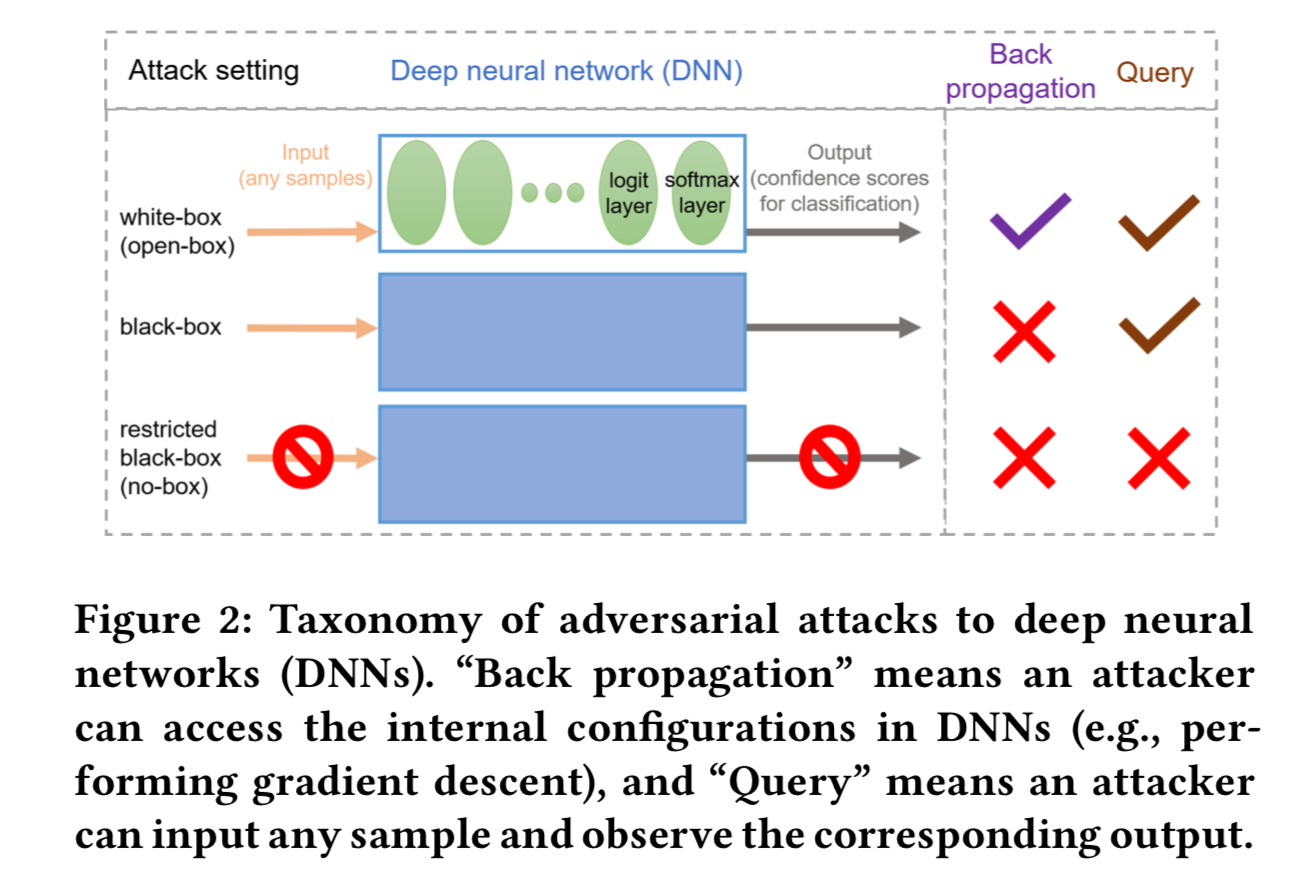 Attack setting
Deep neural network (DNN)
Back
propagation
Query
Input
(any samples)
logit
layer
softmax
layer
Output
(confidence scores
for classification)
white-box
(open-box)
black-box
restricted
black-box
(no-box)
Figure 2: Taxonomy of adversarial attacks to deep neural
networks (DNNs). “Back propagation” means an attacker
can access the internal configurations in DNNs (e.g., per-
forming gradient descent), and “Query” means an attacker
can input any sample and observe the corresponding output.